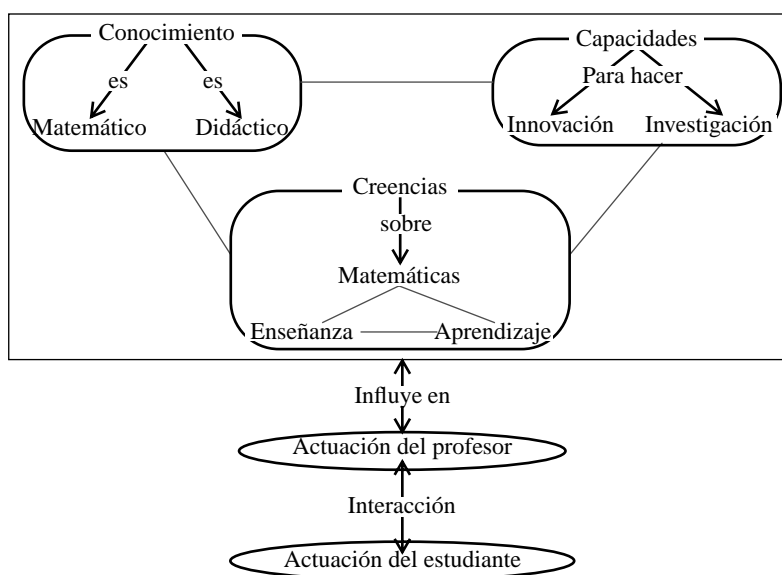 Conocimiento
es es
Matemático Didáctico
Capacidades
Para hacer
Innovación Investigación
Creencias
sobre
Matemáticas
Enseñanza Aprendizaje
Influye en
Actuación del profesor
Interacción
Actuación del estudiante